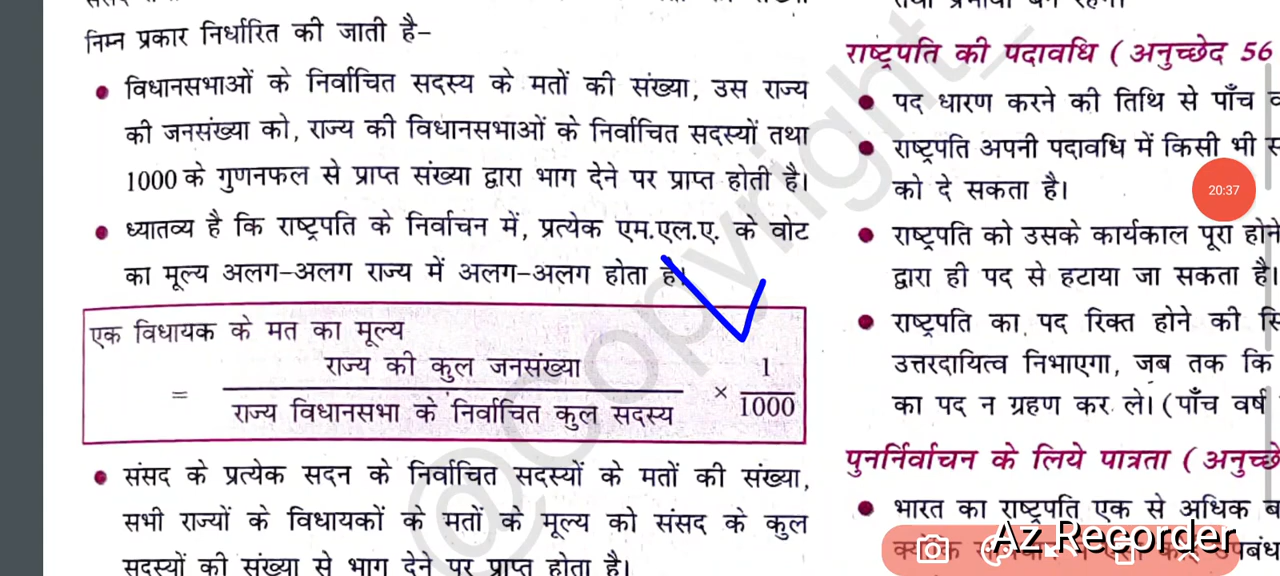 निम्न प्रकार निर्धारित की जाती है–
• विधानसभाओं के निर्वाचित सदस्य के मतों की संख्या, उस राज्य
की जनसंख्या को, राज्य की विधानसभाओं के निर्वाचित सदस्यों तथा
1000 के गुणनफल से प्राप्त संख्या द्वारा भाग देने पर प्राप्त होती है।
• ध्यातव्य है कि राष्ट्रपति के निर्वाचन में, प्रत्येक एम.एल.ए. के वोट
का मूल्य अलग-अलग राज्य में अलग-अलग होता है।
एक विधायक के मत का मूल्य
राज्य की कुल जनसंख्या 1
= ×
राज्य विधानसभा के निर्वाचित कुल सदस्य 1000
• संसद के प्रत्येक सदन के निर्वाचित सदस्यों के मतों की संख्या,
सभी राज्यों के विधायकों के मतों के मूल्य को संसद के कुल
सदस्यों की संख्या से भाग देने पर प्राप्त होता है।
राष्ट्रपति की पदावधि ( अनुच्छेद 56
• पद धारण करने की तिथि से पाँच
• राष्ट्रपति अपनी पदावधि में किसी भी
को दे सकता है।
• राष्ट्रपति को उसके कार्यकाल पूरा होने
द्वारा ही पद से हटाया जा सकता है।
• राष्ट्रपति का पद रिक्त होने की
उत्तरदायित्व निभाएगा, जब तक कि
का पद न ग्रहण कर ले। (पाँच वर्ष
पुनर्निर्वाचन के लिये पात्रता (
• भारत का राष्ट्रपति एक से अधिक
20:37
@Copyright_
Az Recorder